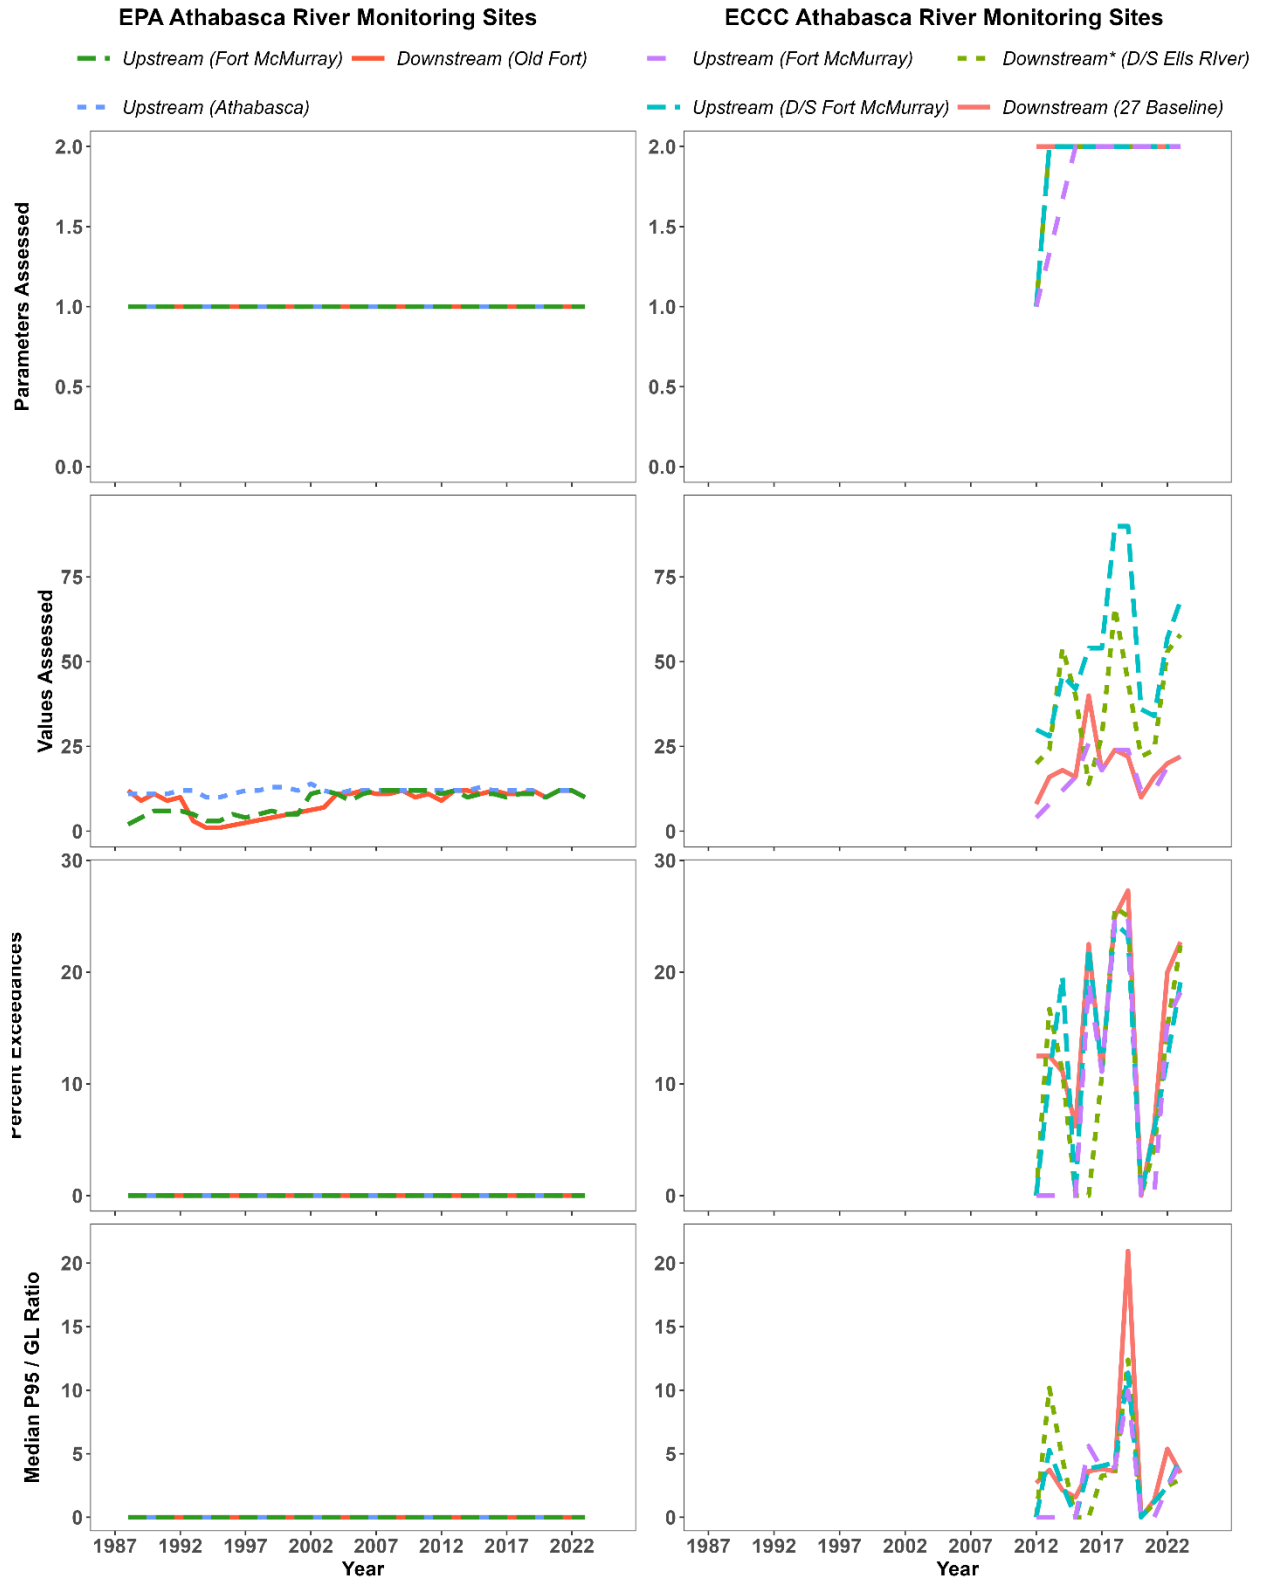 EPA Athabasca River Monitoring Sites
ECCC Athabasca River Monitoring Sites
Upstream (Fort McMurray)
Downstream (Old Fort)
Upstream (Athabasca)
Upstream (Fort McMurray)
Downstream* (D/S Ells RIver)
Upstream (D/S Fort McMurray)
Downstream (27 Baseline)
Parameters Assessed
2.0
1.5
1.0
0.5
0.0
2.0
1.5
1.0
0.5
0.0
Values Assessed
75
50
25
0
75
50
25
0
Percent Exceedances
30
20
10
0
30
20
10
0
Median P95 / GL Ratio
20
15
10
5
0
20
15
10
5
0
1987 1992 1997 2002 2007 2012 2017 2022
1987 1992 1997 2002 2007 2012 2017 2022
Year
Year